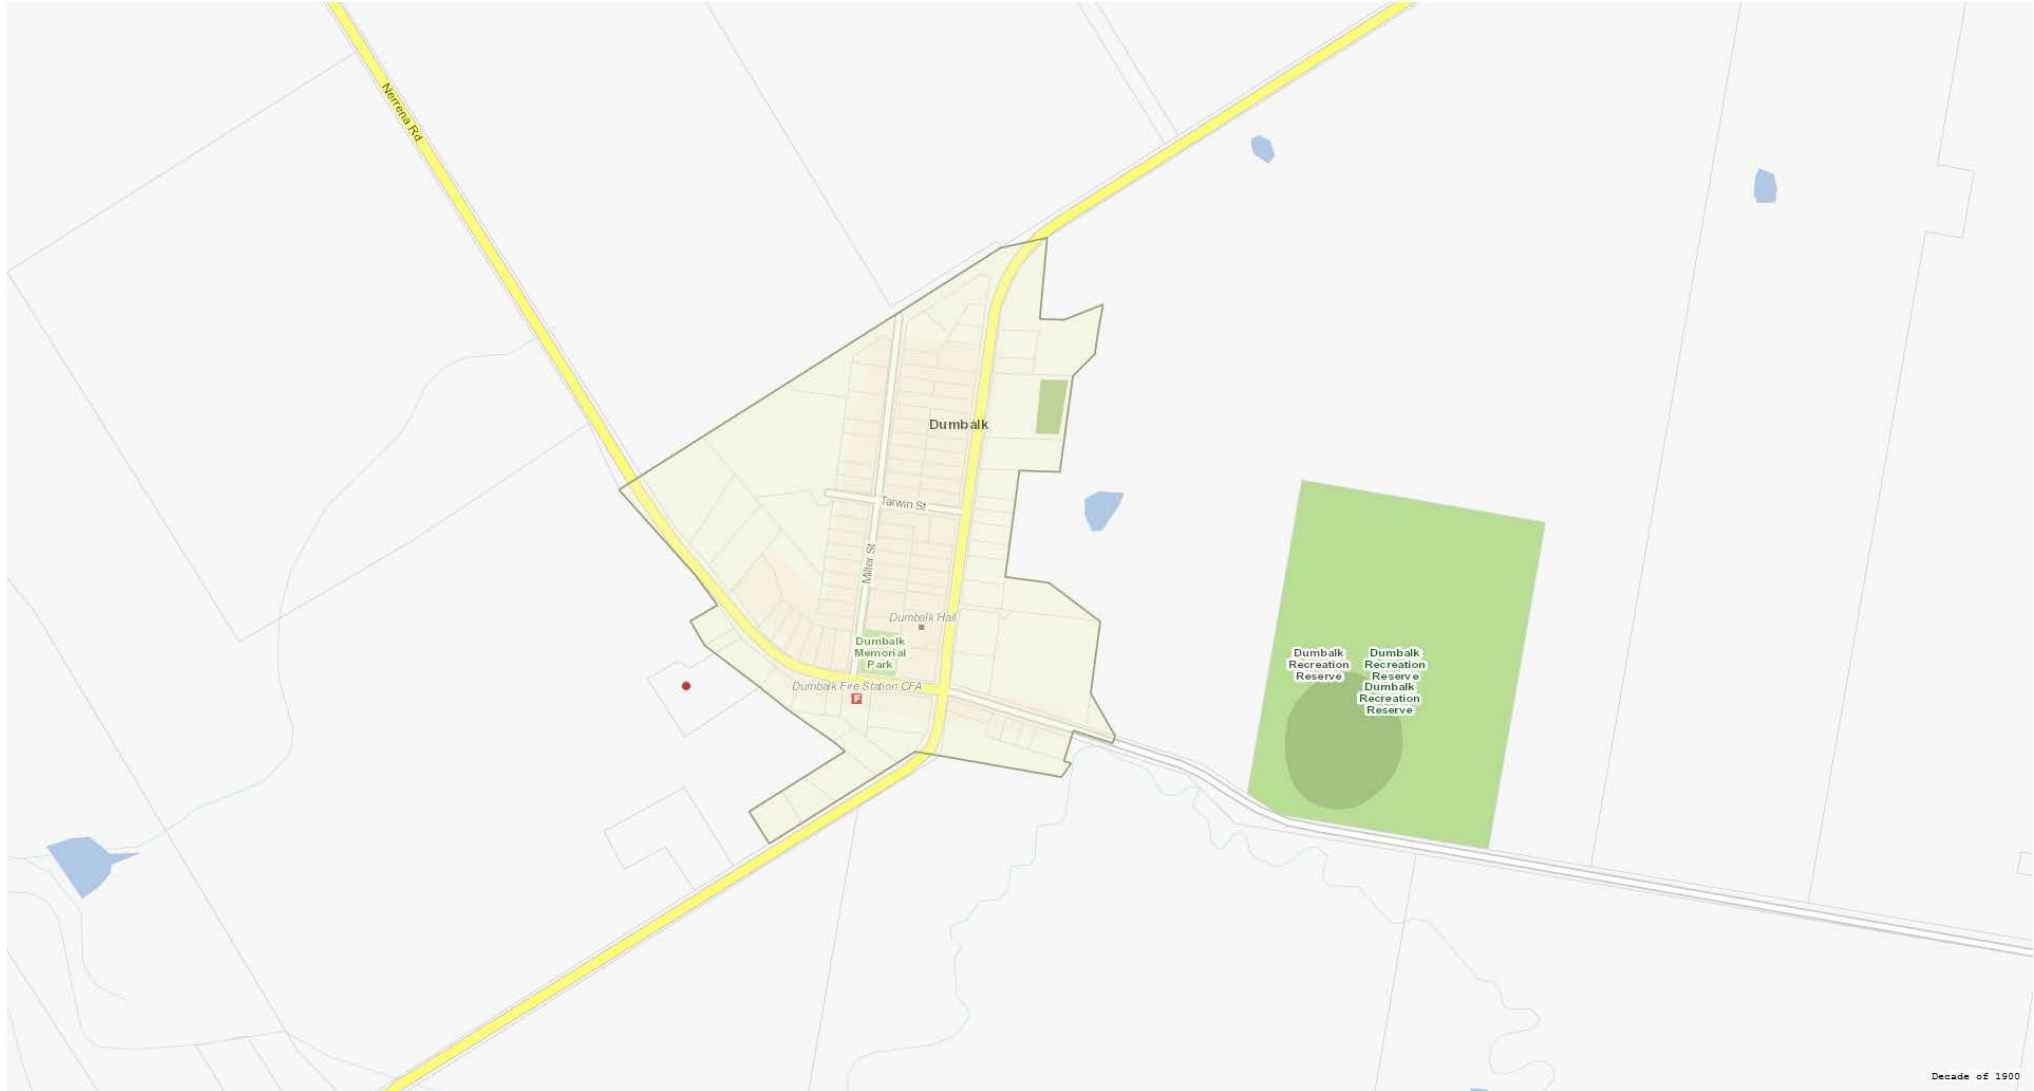 Nerrena Rd
Dumbalk
Tarwin St
Miller St
Dumbalk Hall
Dumbalk
Memorial
Park
Dumbalk Fire Station CFA
F
Dumbalk
Recreation
Reserve
Dumbalk
Recreation
Reserve
Dumbalk
Recreation
Reserve
Decade of 1900